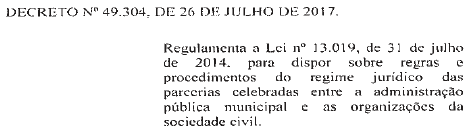 DECRETO Nº 49.304, DE 26 DE JULHO DE 2017.
Regulamenta a Lei nº 13.019, de 31 de julho
de 2014, para dispor sobre regras e
procedimentos do regime jurídico das
parcerias celebradas entre a administração
pública municipal e as organizações da
sociedade civil.